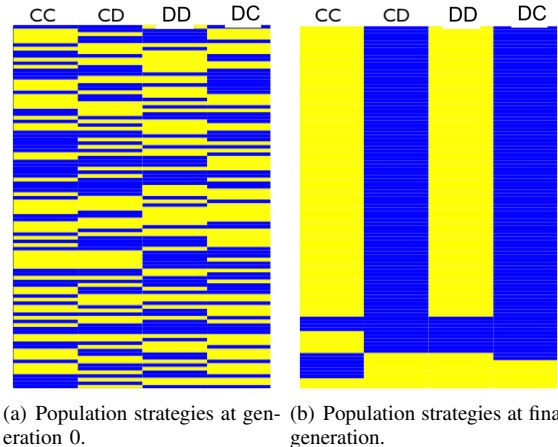 CC CD DD DC CC CD DD DC
(a) Population strategies at gen-
eration 0.
(b) Population strategies at fina
generation.